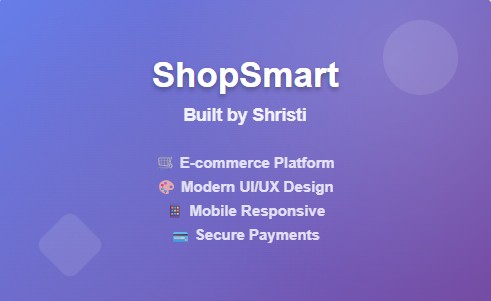 ShopSmart
Built by Shristi
🛒 E-commerce Platform
🎨 Modern UI/UX Design
📱 Mobile Responsive
💳 Secure Payments